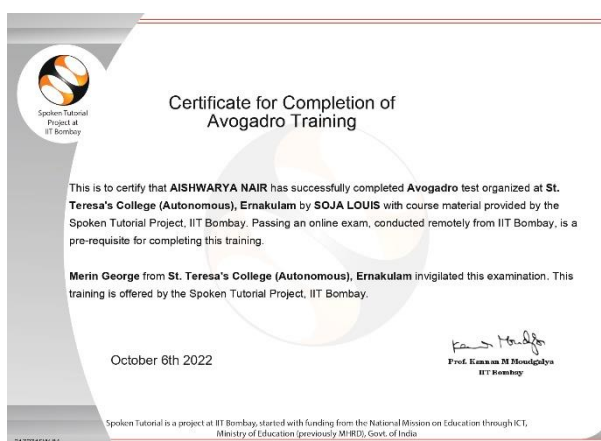 Spoken Tutorial
Project at
IIT Bombay
Certificate for Completion of
Avogadro Training
This is to certify that AISHWARYA NAIR has successfully completed Avogadro test organized at St.
Teresa's College (Autonomous), Ernakulam by SOJA LOUIS with course material provided by the
Spoken Tutorial Project, IIT Bombay. Passing an online exam, conducted remotely from IIT Bombay, is a
pre-requisite for completing this training.
Merin George from St. Teresa's College (Autonomous), Ernakulam invigilated this examination. This
training is offered by the Spoken Tutorial Project, IIT Bombay.
October 6th 2022
Prof. Kannan M Moudgalya
IIT Bombay
Spoken Tutorial is a project at IIT Bombay, started with funding from the National Mission on Education through ICT,
Ministry of Education (previously MHRD), Govt. of India